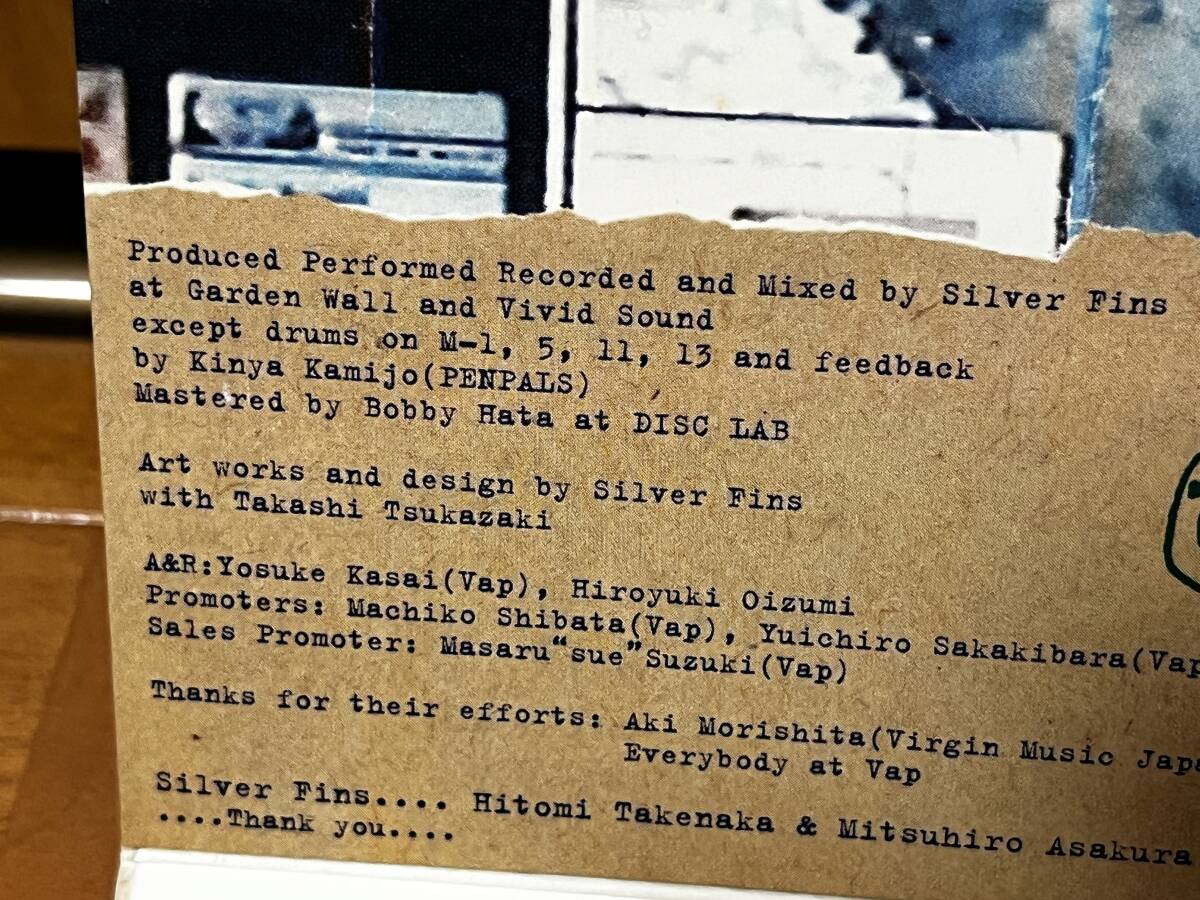 Produced Performed Recorded and Mixed by Silver Fins
at Garden Wall and Vivid Sound
except drums on M-1, 5, 11, 13 and feedback
by Kinya Kamijo(PENPALS)
Mastered by Bobby Hata at DISC LAB
Art works and design by Silver Fins
with Takashi Tsukazaki
A&R:Yosuke Kasai(Vap), Hiroyuki Oizumi
Promoters: Machiko Shibata(Vap), Yuichiro Sakakibara(Vap
Sales Promoter: Masaru“sue”Suzuki(Vap)
Thanks for their efforts: Aki Morishita(Virgin Music Japa
Everybody at Vap
Silver Fins.... Hitomi Takenaka & Mitsuhiro Asakura
....Thank you....